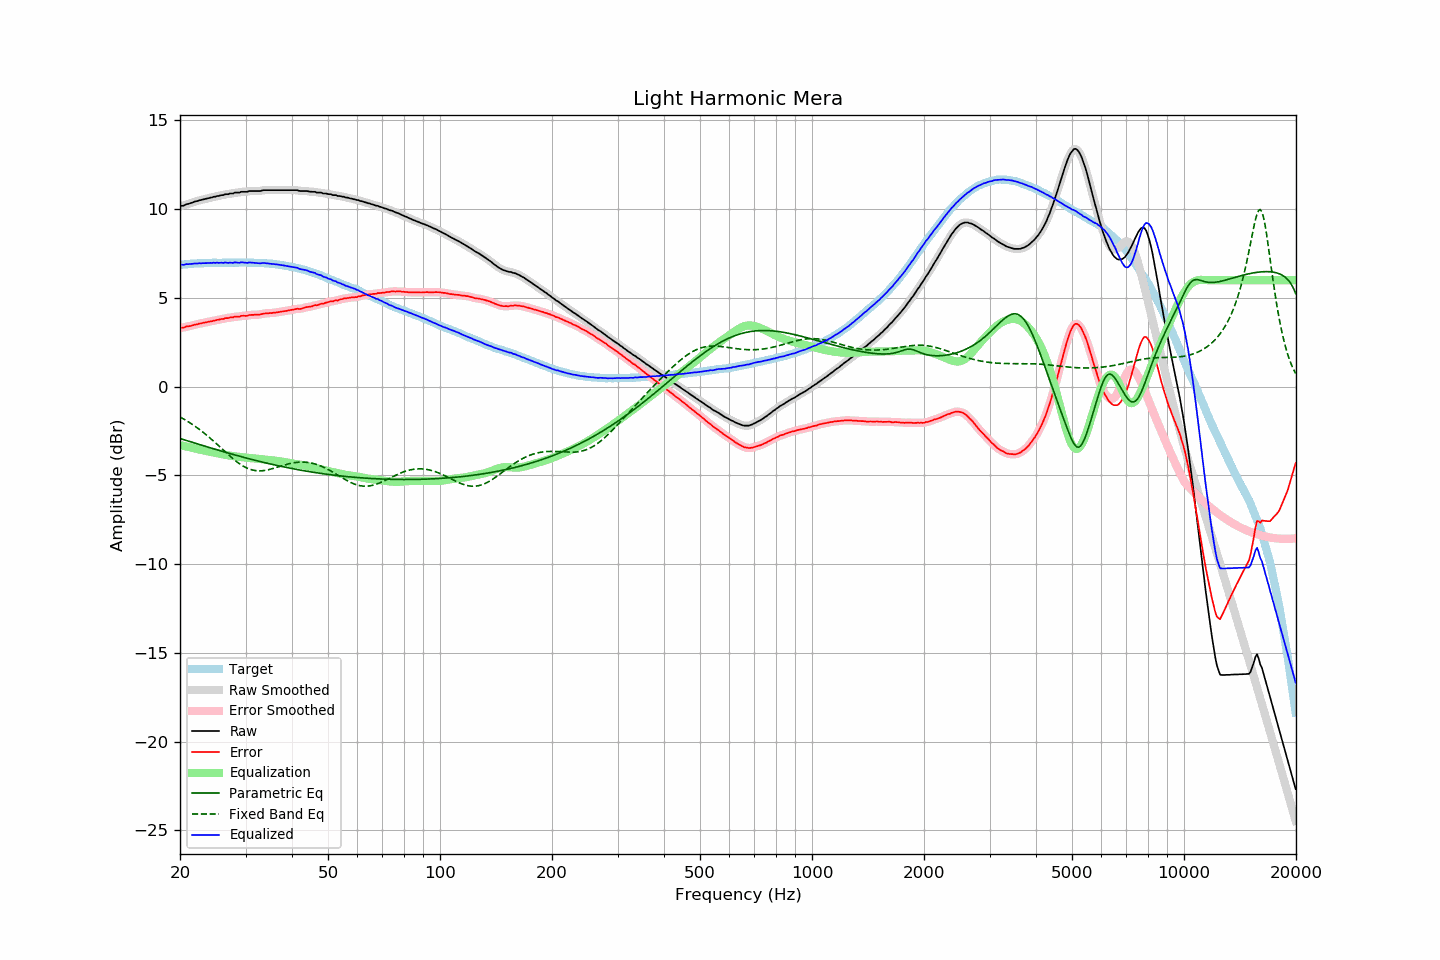 Light Harmonic Mera
15
10
5
0
−5
−10
−15
−20
−25
Amplitude (dBr)
Target
Raw Smoothed
Error Smoothed
Raw
Error
Equalization
Parametric Eq
Fixed Band Eq
Equalized
20 50 100 200 500 1000 2000 5000 10000 20000
Frequency (Hz)